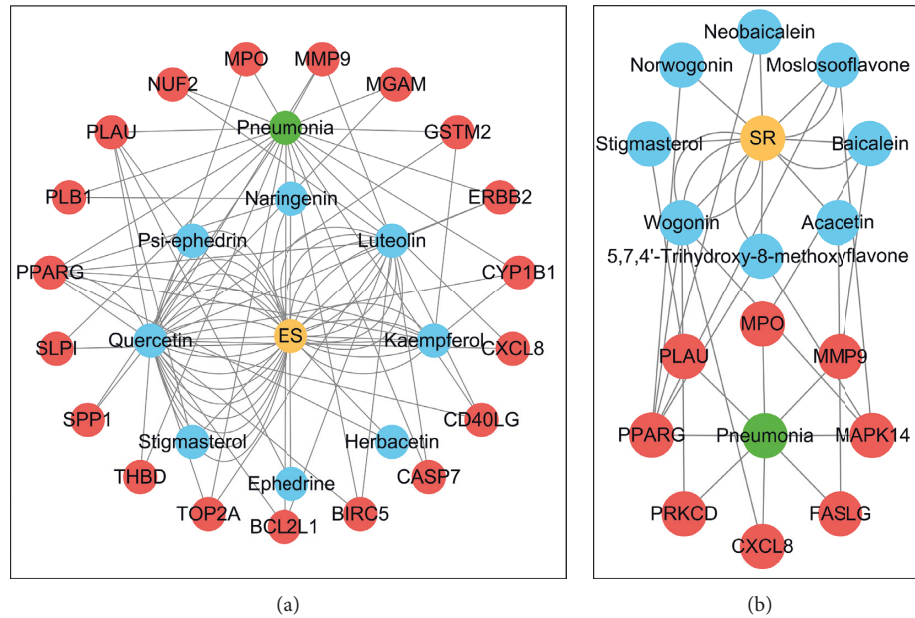 MPO
MMP9
NUF2
MGAM
PLAU
Pneumonia
GSTM2
PLB1
Naringenin
ERBB2
Psi-ephedrin
Luteolin
PPARG
CYP1B1
SLPI
Quercetin
ES
Kaempferol
CXCL8
SPP1
CD40LG
Stigmasterol
Herbacetin
THBD
CASP7
Ephedrine
TOP2A
BCL2L1
BIRC5
(a)
Neobaicalein
Norwogonin
Moslosooflavone
Stigmasterol
SR
Baicalein
Wogonin
Acacetin
5,7,4'-Trihydroxy-8-methoxyflavone
MPO
PLAU
MMP9
PPARG
Pneumonia
MAPK14
PRKCD
FASLG
CXCL8
(b)